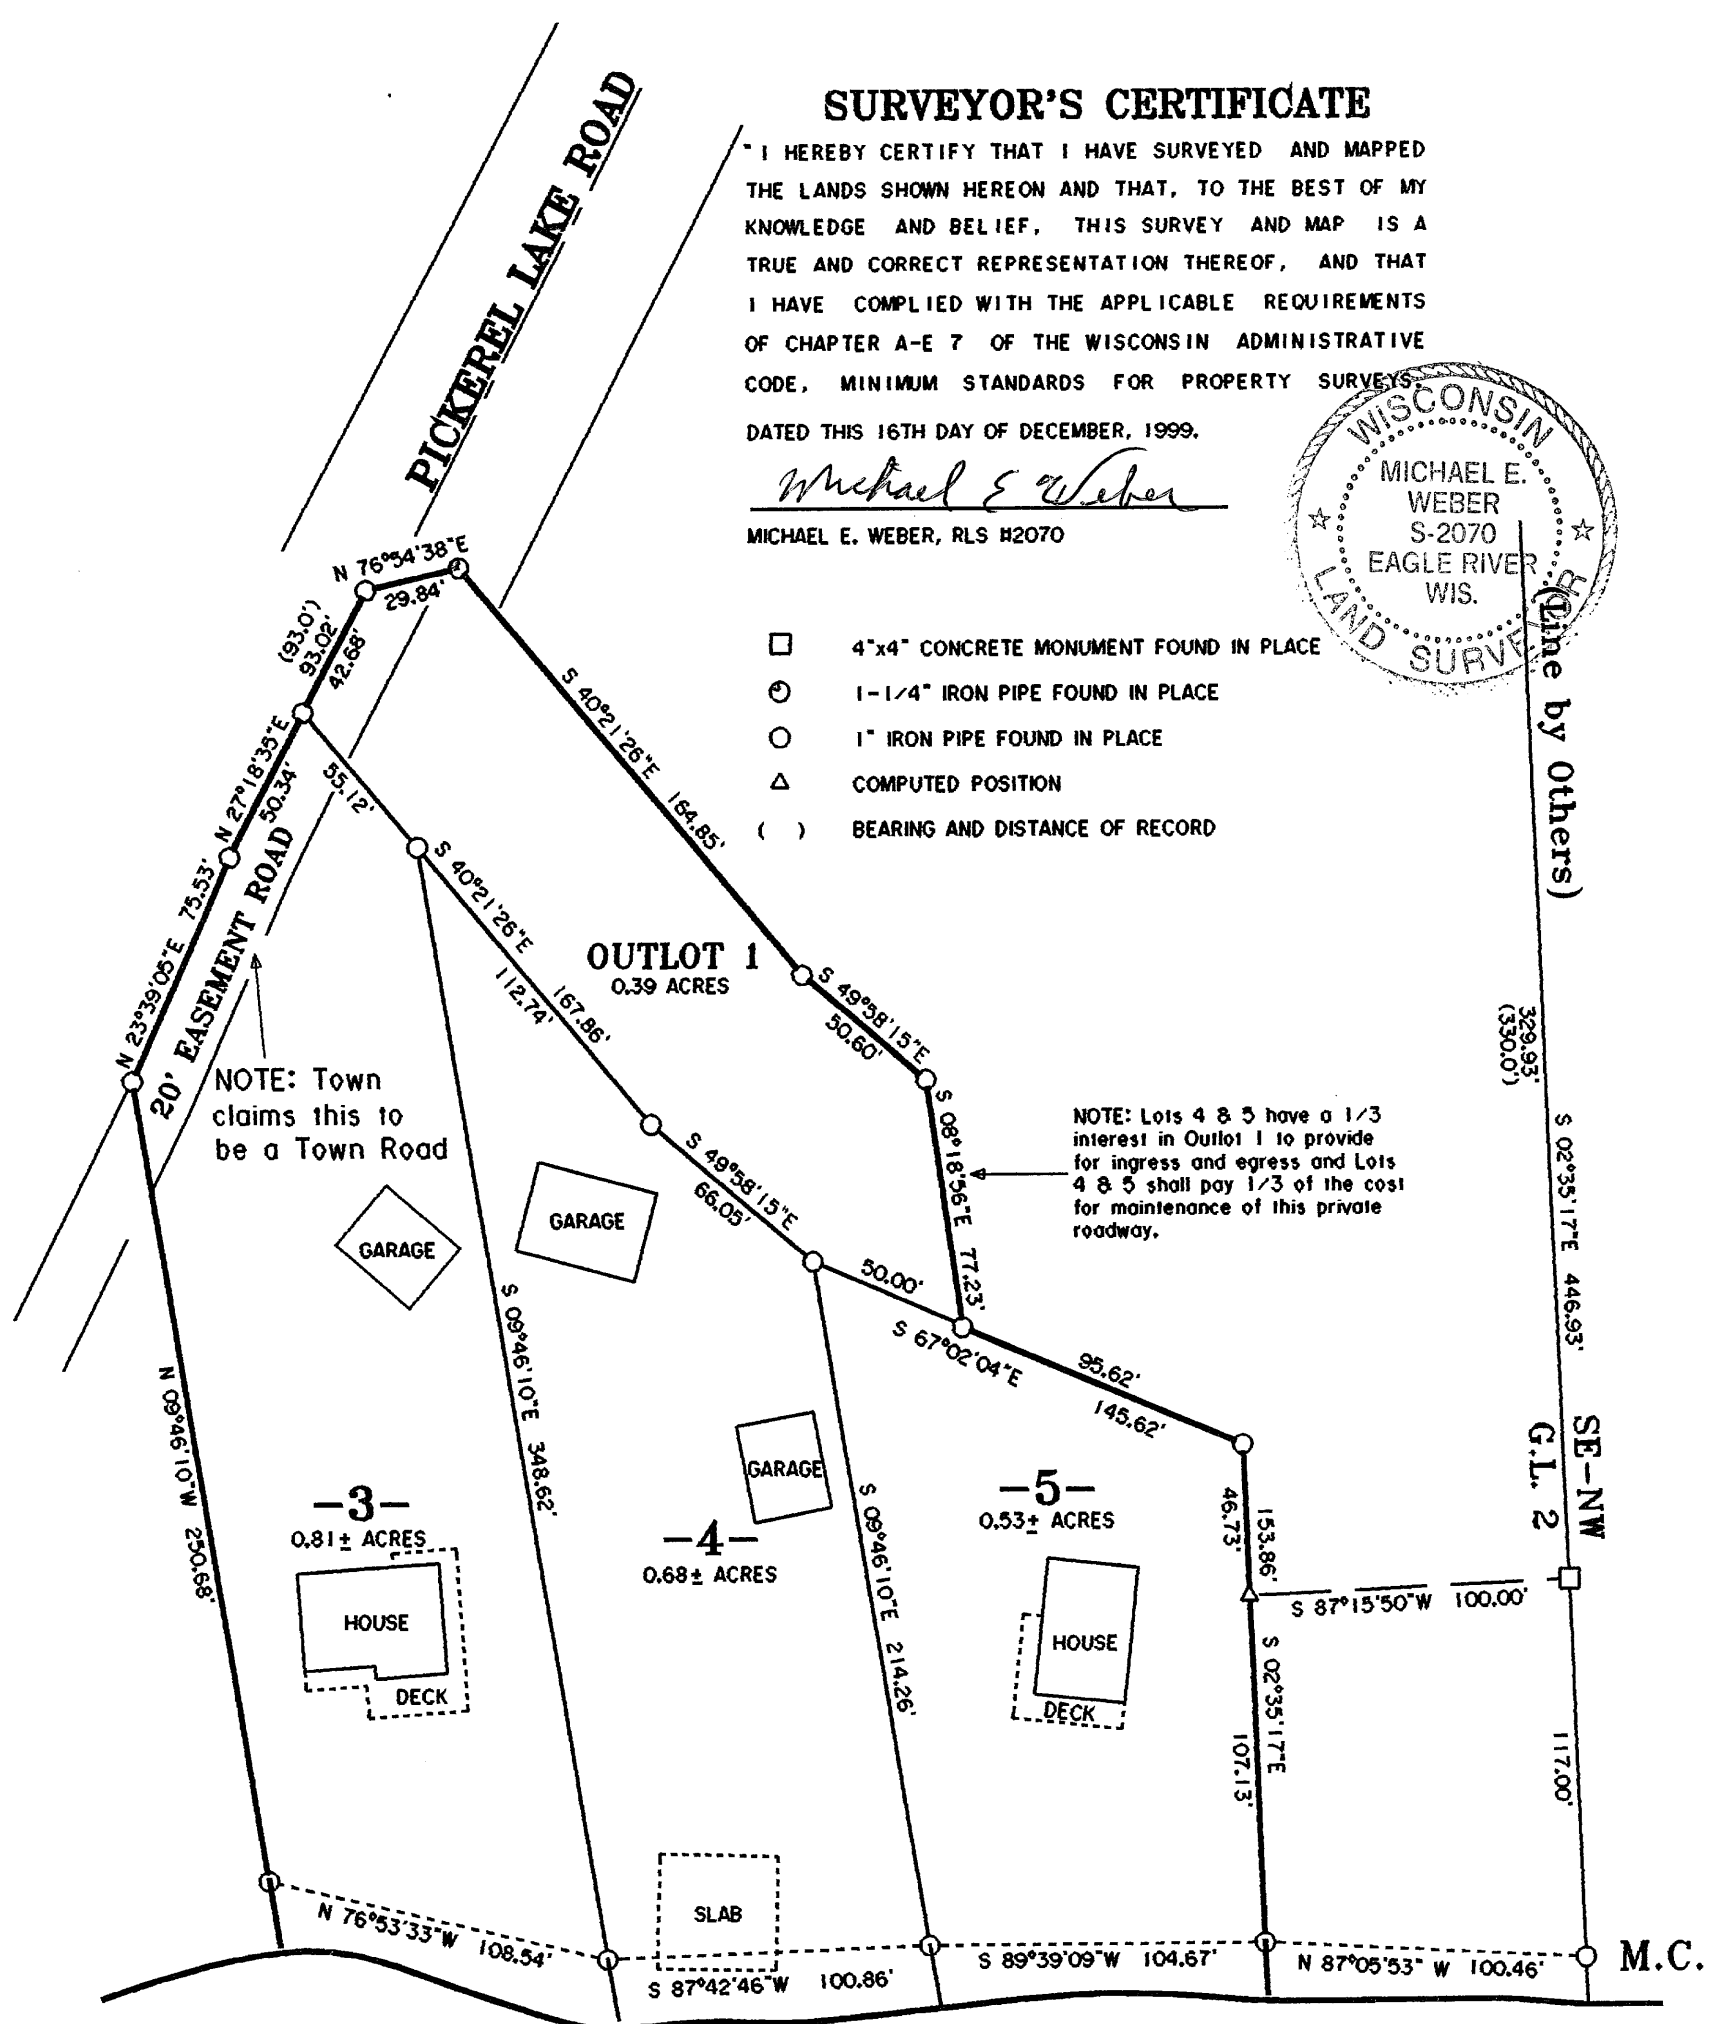 SURVEYOR'S CERTIFICATE
"I HEREBY CERTIFY THAT I HAVE SURVEYED AND MAPPED
THE LANDS SHOWN HEREON AND THAT, TO THE BEST OF MY
KNOWLEDGE AND BELIEF, THIS SURVEY AND MAP IS A
TRUE AND CORRECT REPRESENTATION THEREOF, AND THAT
I HAVE COMPLIED WITH THE APPLICABLE REQUIREMENTS
OF CHAPTER A-E 7 OF THE WISCONSIN ADMINISTRATIVE
CODE, MINIMUM STANDARDS FOR PROPERTY SURVEYS.
DATED THIS 16TH DAY OF DECEMBER, 1999.
Michael E Weber
MICHAEL E. WEBER, RLS #2070
WISCONSIN
MICHAEL E.
WEBER
S-2070
EAGLE RIVER
WIS.
LAND SURVEYOR
4"x4" CONCRETE MONUMENT FOUND IN PLACE
1-1/4" IRON PIPE FOUND IN PLACE
1" IRON PIPE FOUND IN PLACE
COMPUTED POSITION
( ) BEARING AND DISTANCE OF RECORD
PICKEREL LAKE ROAD
N 76°54'38"E
29.84'
(93.0')
93.02'
42.68'
N 27°18'35"E
50.34'
N 23°39'05"E 75.53'
20' EASEMENT ROAD
55.12'
S 40°21'26"E 164.85'
S 40°21'26"E 167.86'
112.74'
OUTLOT 1
0.39 ACRES
S 49°58'15"E
50.60'
S 08°18'56"E 77.23'
NOTE: Town
claims this to
be a Town Road
NOTE: Lots 4 & 5 have a 1/3
interest in Outlot 1 to provide
for ingress and egress and Lots
4 & 5 shall pay 1/3 of the cost
for maintenance of this private
roadway.
S 49°58'15"E
66.05'
50.00'
S 67°02'04"E
95.62'
145.62'
GARAGE
GARAGE
GARAGE
N 09°46'10"W 250.68'
S 09°46'10"E 348.62'
S 09°46'10"E 214.26'
-3-
0.81± ACRES
HOUSE
DECK
-4-
0.68± ACRES
SLAB
-5-
0.53± ACRES
HOUSE
DECK
46.73'
153.86'
S 02°35'17"E
107.13'
S 87°15'50"W 100.00'
(Line by Others)
329.93'
(330.0')
S 02°35'17"E 446.93'
SE-NW
G.L. 2
117.00'
N 76°53'33"W 108.54'
S 87°42'46"W 100.86'
S 89°39'09"W 104.67'
N 87°05'53" W 100.46'
M.C.